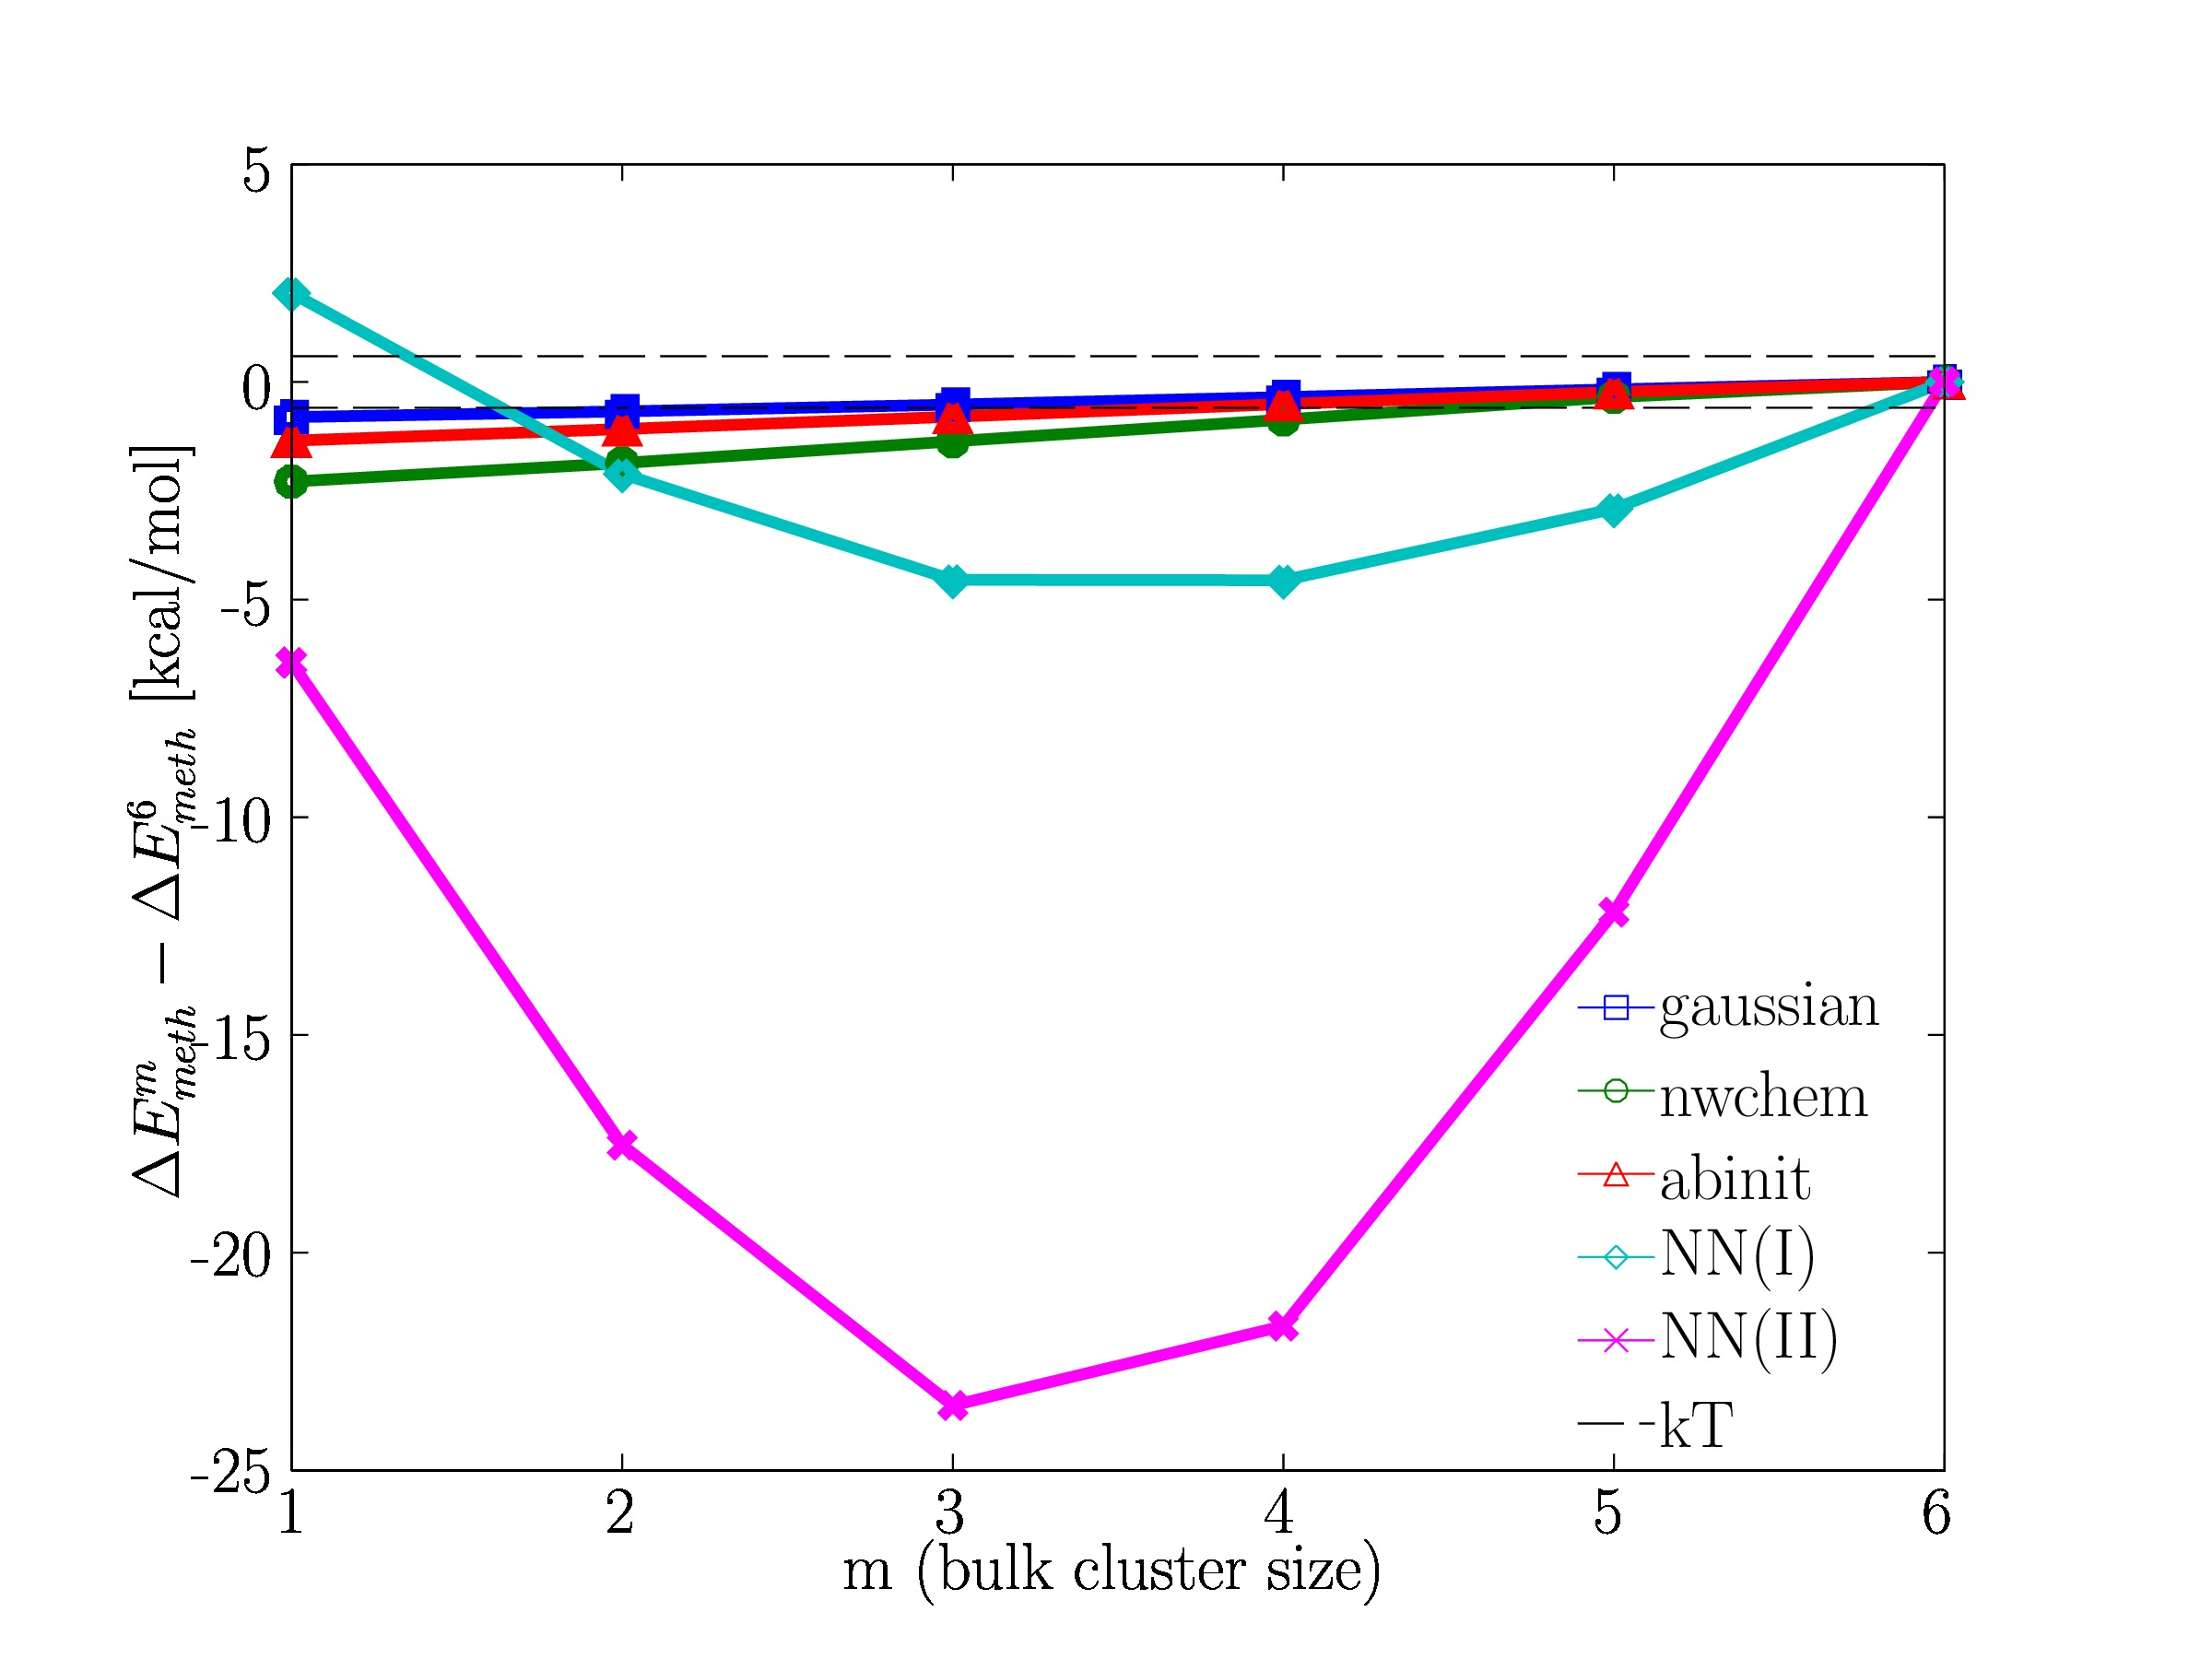 5
0
-5
-10
-15
-20
-25
1
2
3
4
5
6
m (bulk cluster size)
ΔE^m_meth − ΔE^6_meth [kcal/mol]
gaussian
nwchem
abinit
NN(I)
NN(II)
kT